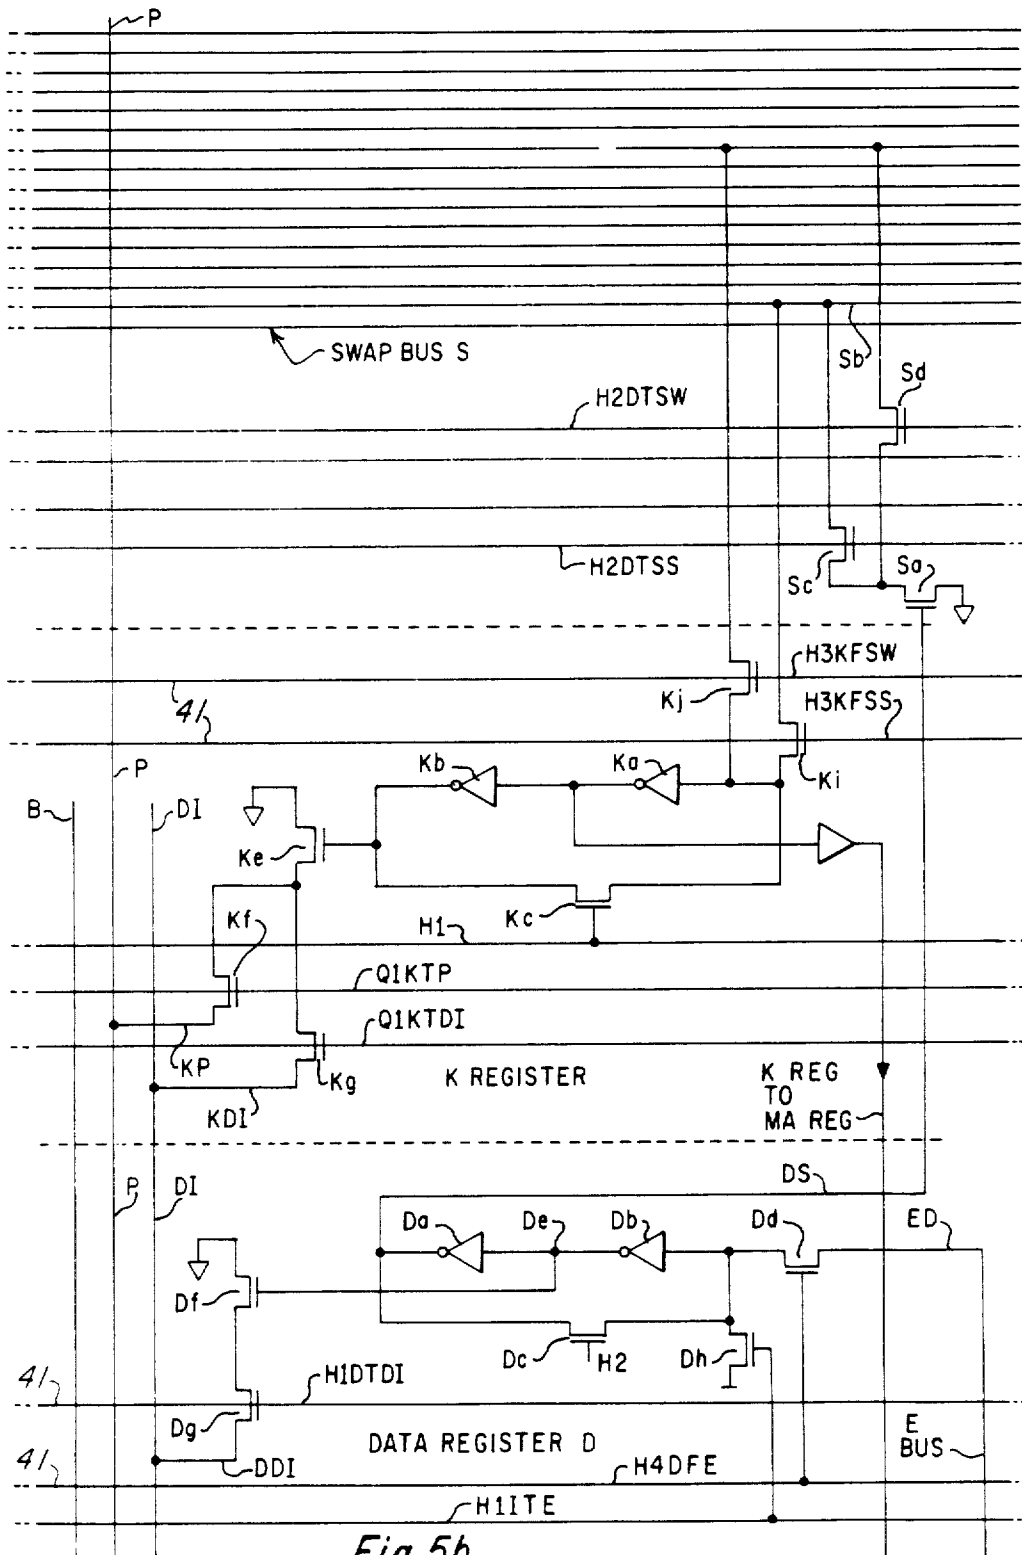 P
SWAP BUS S
Sb
Sd
H2DTSW
H2DTSS
Sc
Sa
H3KFSW
Kj
H3KFSS
41
P
Kb
Ka
Ki
B
DI
Ke
Kf
H1
Kc
Q1KTP
Q1KTDI
KP
Kg
K REGISTER
K REG
TO
MA REG
KDI
P
DI
DS
Da
De
Db
Dd
ED
Df
Dc
H2
Dh
41
H1DTDI
Dg
DATA REGISTER D
E
BUS
41
DDI
H4DFE
H1ITE
Fig. 5b